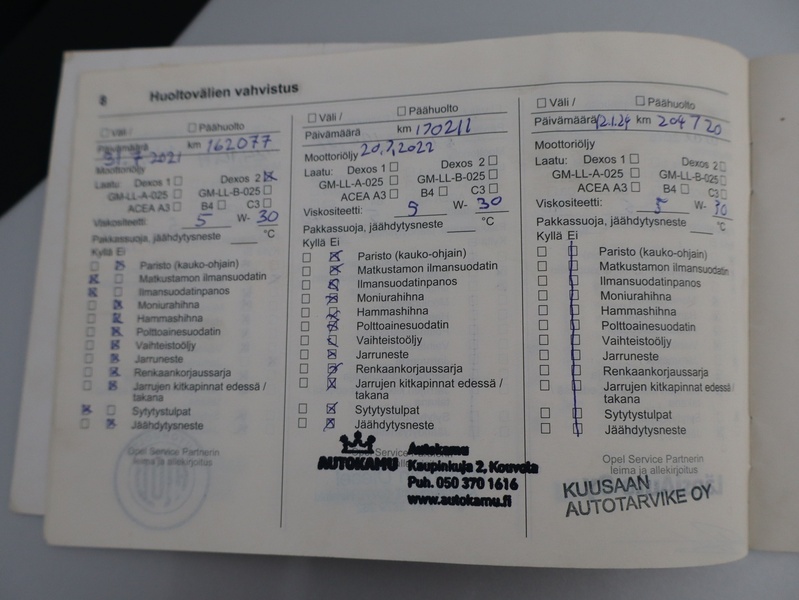 8 Huoltovälien vahvistus
Väli / Päähuolto
Päivämäärä km 162077
31.7 2021
Moottoriöljy
Laatu: Dexos 1 Dexos 2
GM-LL-A-025 GM-LL-B-025
ACEA A3 B4 C3
Viskositeetti: 5 W- 30
Pakkassuoja, jäähdytysneste °C
Kyllä Ei
Paristo (kauko-ohjain)
Matkustamon ilmansuodatin
Ilmansuodatinpanos
Moniurahihna
Hammashihna
Polttoainesuodatin
Vaihteistoöljy
Jarruneste
Renkaankorjaussarja
Jarrujen kitkapinnat edessä /
takana
Sytytystulpat
Jäähdytysneste
Opel Service Partnerin
leima ja allekirjoitus
Väli / Päähuolto
Päivämäärä km 170211
Moottoriöljy 20,7,2022
Laatu: Dexos 1 Dexos 2
GM-LL-A-025 GM-LL-B-025
ACEA A3 B4 C3
Viskositeetti: 5 W- 30
Pakkassuoja, jäähdytysneste °C
Kyllä Ei
Paristo (kauko-ohjain)
Matkustamon ilmansuodatin
Ilmansuodatinpanos
Moniurahihna
Hammashihna
Polttoainesuodatin
Vaihteistoöljy
Jarruneste
Renkaankorjaussarja
Jarrujen kitkapinnat edessä /
takana
Sytytystulpat
Jäähdytysneste
Opel Service
AUTOKAMU
Autokamu
Kaupinkuja 2, Kouvola
Puh. 050 370 1616
www.autokamu.fi
Väli / Päähuolto
Päivämäärä 12.1.24 km 204720
Moottoriöljy
Laatu: Dexos 1 Dexos 2
GM-LL-A-025 GM-LL-B-025
ACEA A3 B4 C3
Viskositeetti: 5 W- 30
Pakkassuoja, jäähdytysneste °C
Kyllä Ei
Paristo (kauko-ohjain)
Matkustamon ilmansuodatin
Ilmansuodatinpanos
Moniurahihna
Hammashihna
Polttoainesuodatin
Vaihteistoöljy
Jarruneste
Renkaankorjaussarja
Jarrujen kitkapinnat edessä /
takana
Sytytystulpat
Jäähdytysneste
Opel Service Partnerin
leima ja allekirjoitus
KUUSAAN
AUTOTARVIKE OY